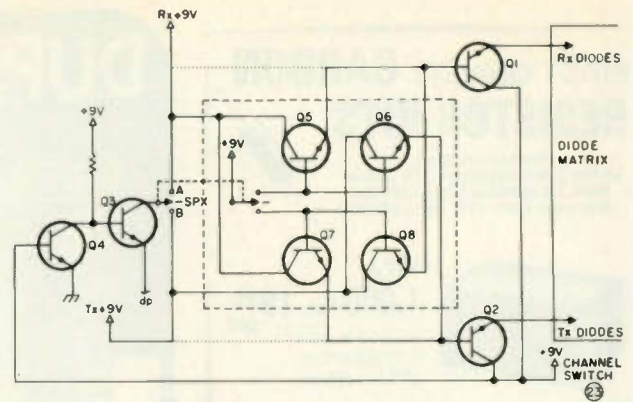 Rx+9V
Q1
Rx DIODES
+9V
Q5
Q6
+9V
DIODE
MATRIX
Q3
A
-SPX
B
Q4
Q7
Q8
dp
Q2
Tx+9V
Tx DIODES
+9V
CHANNEL
SWITCH
23